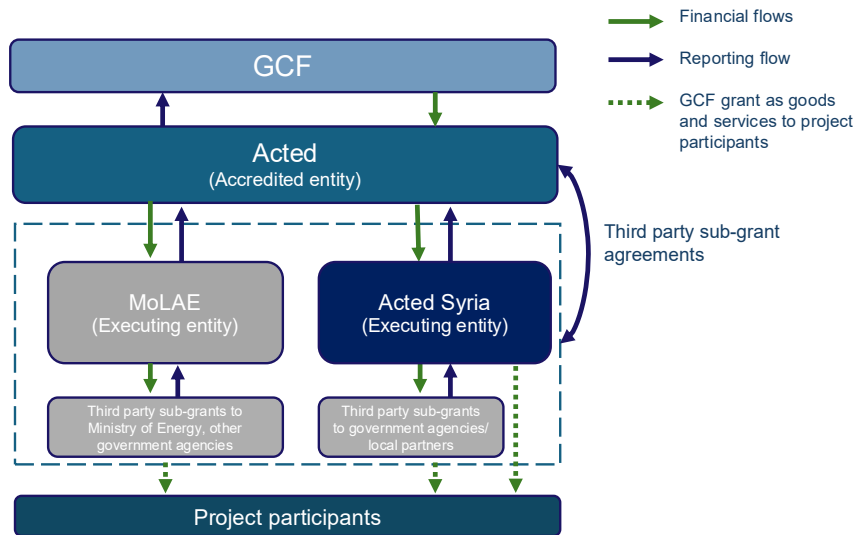 Financial flows
Reporting flow
GCF grant as goods
and services to project
participants
GCF
Acted
(Accredited entity)
Third party sub-grant
agreements
MoLAE
(Executing entity)
Acted Syria
(Executing entity)
Third party sub-grants to
Ministry of Energy, other
government agencies
Third party sub-grants
to government agencies/
local partners
Project participants